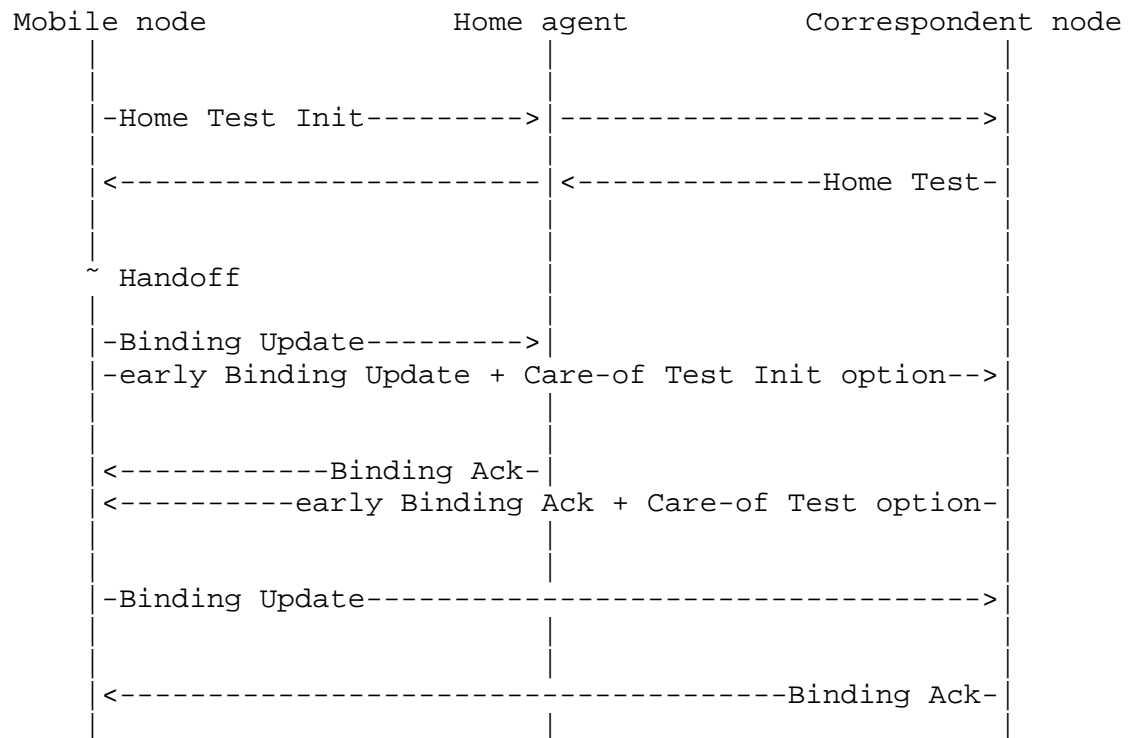 Mobile node Home agent Correspondent node
-Home Test Init--------->|------------------------>
<------------------------|<--------------Home Test-
~ Handoff
-Binding Update--------->
-early Binding Update + Care-of Test Init option-->
<------------Binding Ack-
<----------early Binding Ack + Care-of Test option-
-Binding Update----------------------------------->
<--------------------------------------Binding Ack-